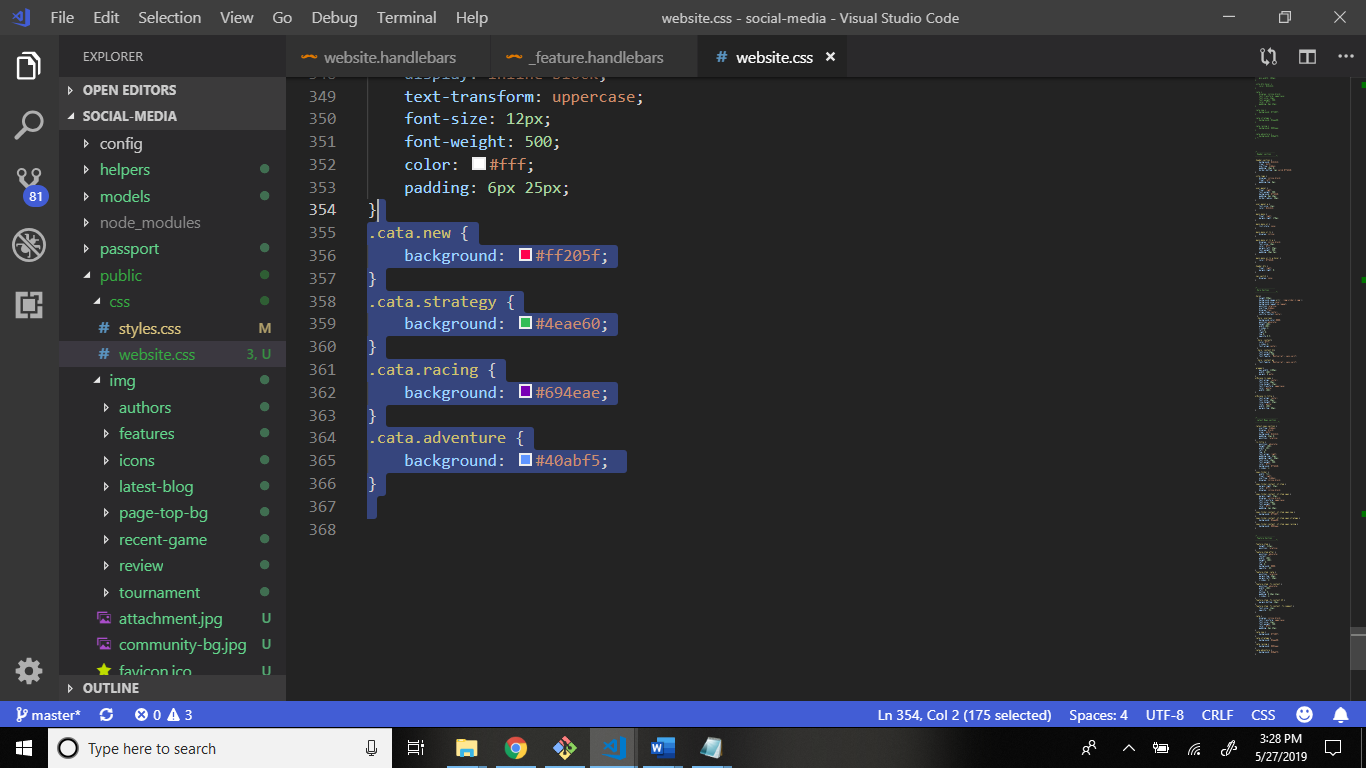 File Edit Selection View Go Debug Terminal Help
website.css - social-media - Visual Studio Code
EXPLORER
OPEN EDITORS
SOCIAL-MEDIA
config
helpers
models
node_modules
passport
public
css
# styles.css M
# website.css 3, U
img
authors
features
icons
latest-blog
page-top-bg
recent-game
review
tournament
attachment.jpg U
community-bg.jpg U
favicon.ico U
OUTLINE
81
website.handlebars
_feature.handlebars
# website.css ×
display: inline-block;
349 text-transform: uppercase;
350 font-size: 12px;
351 font-weight: 500;
352 color: #fff;
353 padding: 6px 25px;
354 }
355 .cata.new {
356 background: #ff205f;
357 }
358 .cata.strategy {
359 background: #4eae60;
360 }
361 .cata.racing {
362 background: #694eae;
363 }
364 .cata.adventure {
365 background: #40abf5;
366 }
367
368
master* 0 3
Ln 354, Col 2 (175 selected) Spaces: 4 UTF-8 CRLF CSS
Type here to search
3:28 PM
5/27/2019